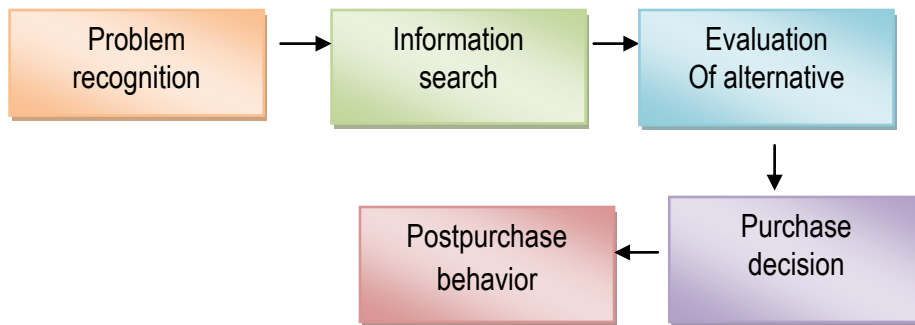 Problem
recognition
Information
search
Evaluation
Of alternative
Purchase
decision
Postpurchase
behavior